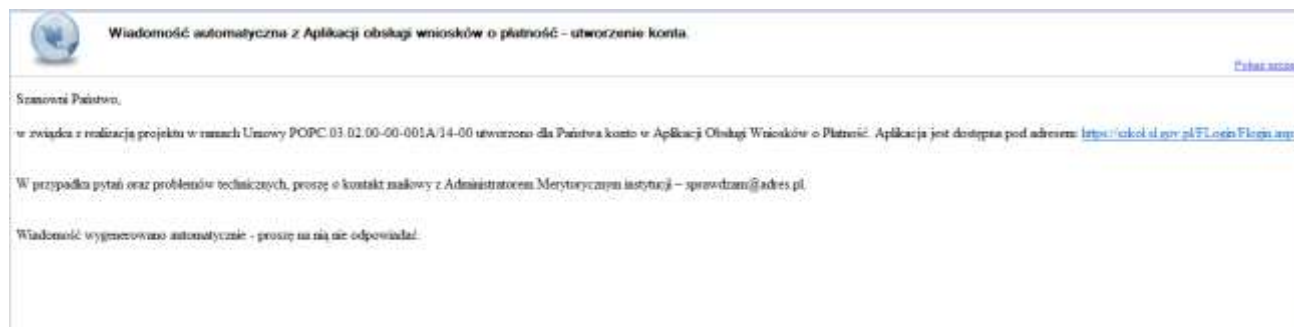 Wiadomość automatyczna z Aplikacji obsługi wniosków o płatność - utworzenie konta.
Pokaż
Szanowni Państwo,
w związku z realizacją projektu w ramach Umowy POPC.03.02.00-00-001A/14-00 utworzono dla Państwa konto w Aplikacji Obsługi Wniosków o Płatność. Aplikacja jest dostępna pod adresem:
W przypadku pytań oraz problemów technicznych, proszę o kontakt mailowy z Administratorem Merytorycznym instytucji – sprawdzam@adres.pl.
Wiadomość wygenerowano automatycznie - proszę na nią nie odpowiadać.